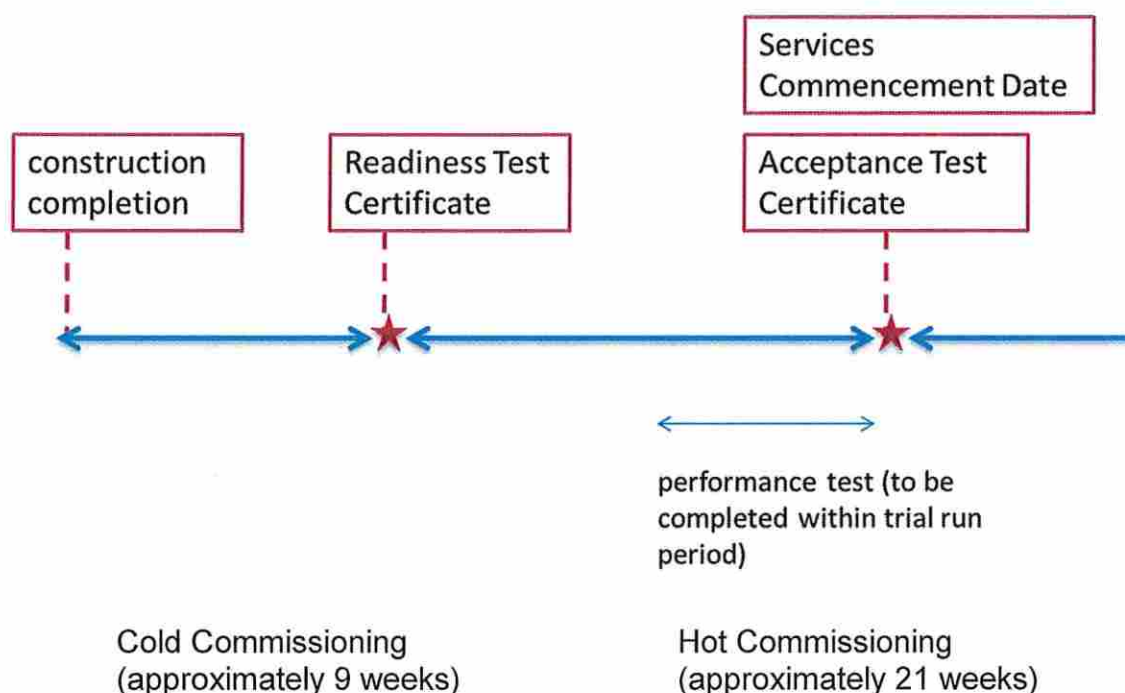 Services
Commencement Date
construction
completion
Readiness Test
Certificate
Acceptance Test
Certificate
performance test (to be
completed within trial run
period)
Cold Commissioning
(approximately 9 weeks)
Hot Commissioning
(approximately 21 weeks)